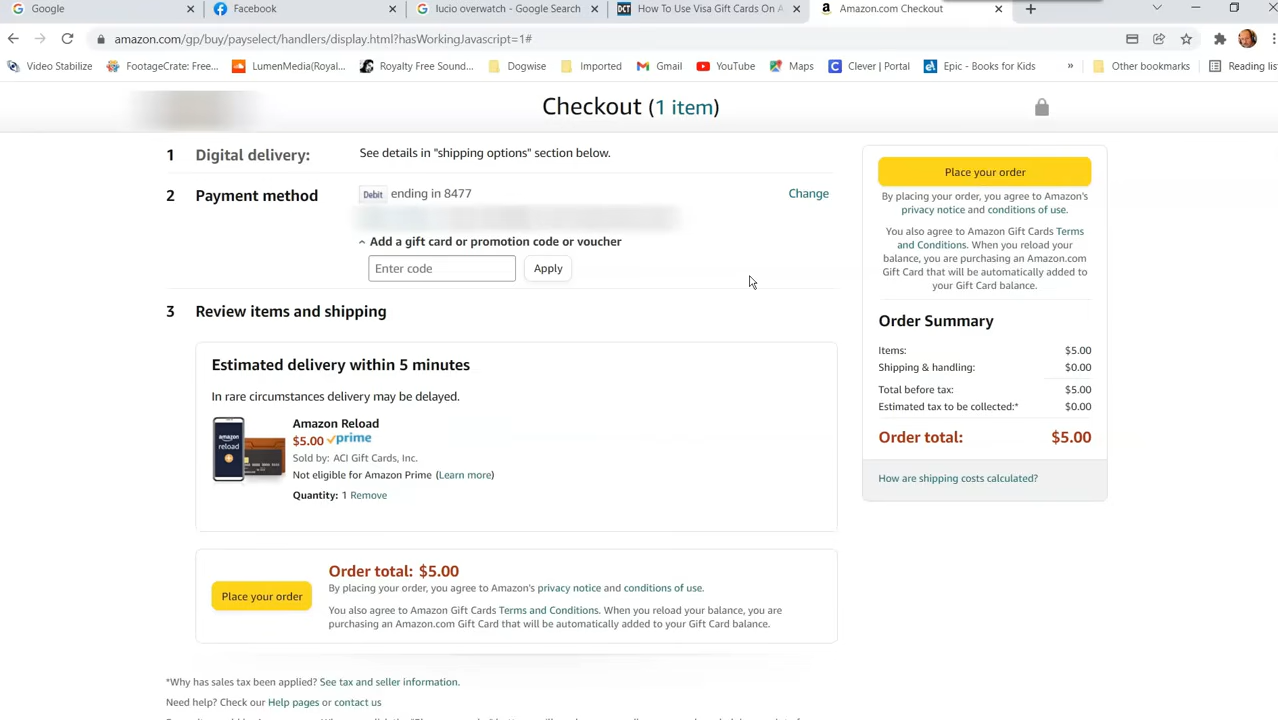 Google
Facebook
lucio overwatch - Google Search
How To Use Visa Gift Cards On A
Amazon.com Checkout
amazon.com/gp/buy/payselect/handlers/display.html?hasWorkingJavascript=1#
Video Stabilize
FootageCrate: Free...
LumenMedia(Royal...
Royalty Free Sound...
Dogwise
Imported
Gmail
YouTube
Maps
Clever | Portal
Epic - Books for Kids
»
Other bookmarks
Reading list
Checkout (1 item)
1 Digital delivery:
See details in "shipping options" section below.
2 Payment method
Debit ending in 8477
Change
Add a gift card or promotion code or voucher
Enter code
Apply
3 Review items and shipping
Estimated delivery within 5 minutes
In rare circumstances delivery may be delayed.
amazon
reload
Amazon Reload
$5.00 prime
Sold by: ACI Gift Cards, Inc.
Not eligible for Amazon Prime (Learn more)
Quantity: 1 Remove
Place your order
Order total: $5.00
By placing your order, you agree to Amazon's privacy notice and conditions of use.
You also agree to Amazon Gift Cards Terms and Conditions. When you reload your balance, you are
purchasing an Amazon.com Gift Card that will be automatically added to your Gift Card balance.
Place your order
By placing your order, you agree to Amazon's
privacy notice and conditions of use.
You also agree to Amazon Gift Cards Terms
and Conditions. When you reload your
balance, you are purchasing an Amazon.com
Gift Card that will be automatically added to
your Gift Card balance.
Order Summary
Items: $5.00
Shipping & handling: $0.00
Total before tax: $5.00
Estimated tax to be collected:* $0.00
Order total: $5.00
How are shipping costs calculated?
*Why has sales tax been applied? See tax and seller information.
Need help? Check our Help pages or contact us